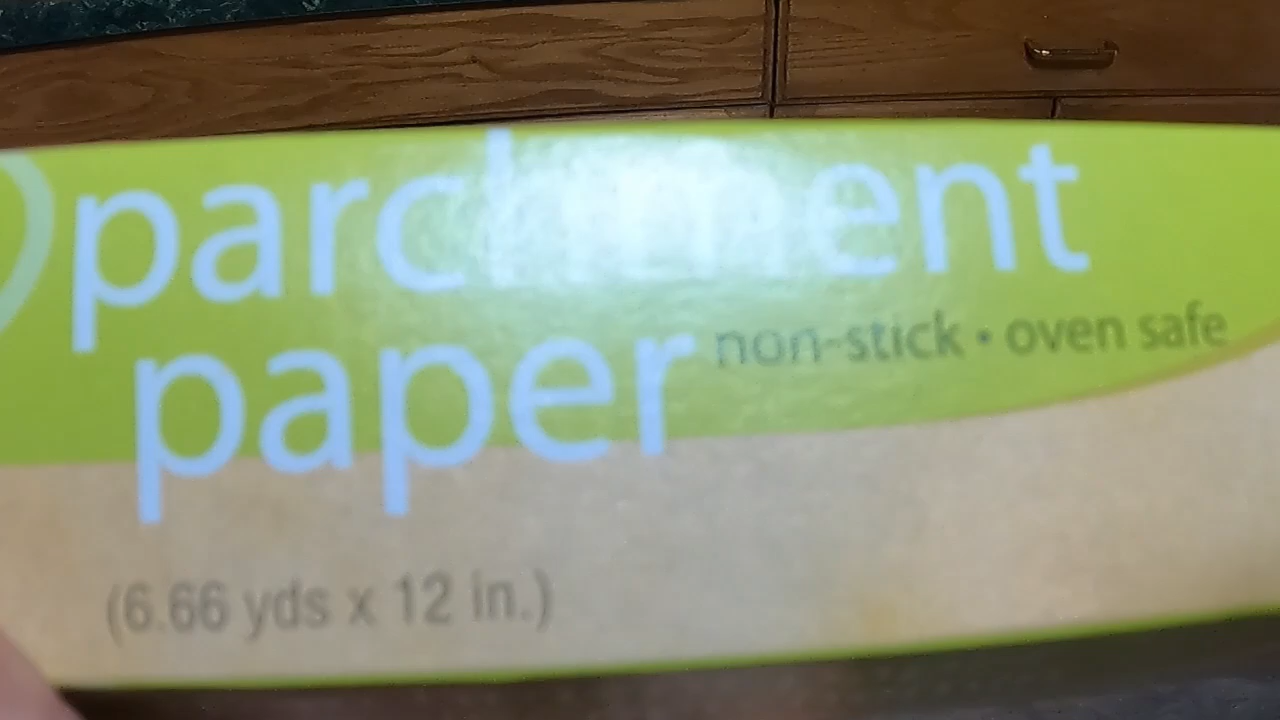 parchment
paper non-stick • oven safe
(6.66 yds x 12 in.)